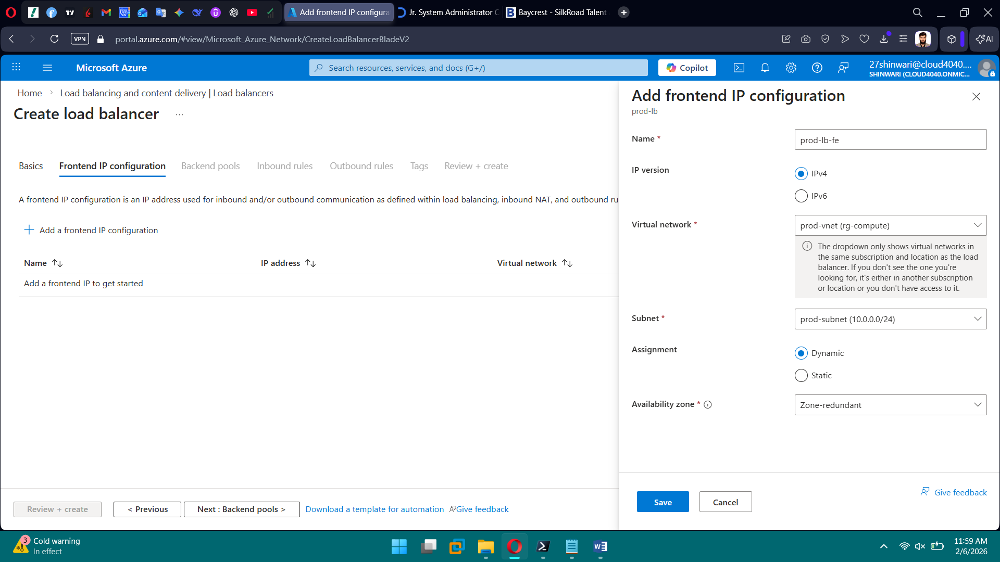 Add frontend IP configura
Jr. System Administrator
Baycrest - SilkRoad Talent
VPN
portal.azure.com/#view/Microsoft_Azure_Network/CreateLoadBalancerBladeV2
AI
Microsoft Azure
Search resources, services, and docs (G+/)
Copilot
27shinwari@cloud4040....
SHINWARI (CLOUD4040.ONMIC...
Home > Load balancing and content delivery | Load balancers
Create load balancer ...
Basics
Frontend IP configuration
Backend pools
Inbound rules
Outbound rules
Tags
Review + create
A frontend IP configuration is an IP address used for inbound and/or outbound communication as defined within load balancing, inbound NAT, and outbound ru
+ Add a frontend IP configuration
Name ↑↓
IP address ↑↓
Virtual network ↑↓
Add a frontend IP to get started
Review + create
< Previous
Next : Backend pools >
Download a template for automation
Give feedback
Add frontend IP configuration
prod-lb
Name *
prod-lb-fe
IP version
IPv4
IPv6
Virtual network *
prod-vnet (rg-compute)
The dropdown only shows virtual networks in
the same subscription and location as the load
balancer. If you don't see the one you're
looking for, it's either in another subscription
or location or you don't have access to it.
Subnet *
prod-subnet (10.0.0.0/24)
Assignment
Dynamic
Static
Availability zone *
Zone-redundant
Save
Cancel
Give feedback
3
Cold warning
In effect
11:59 AM
2/6/2026